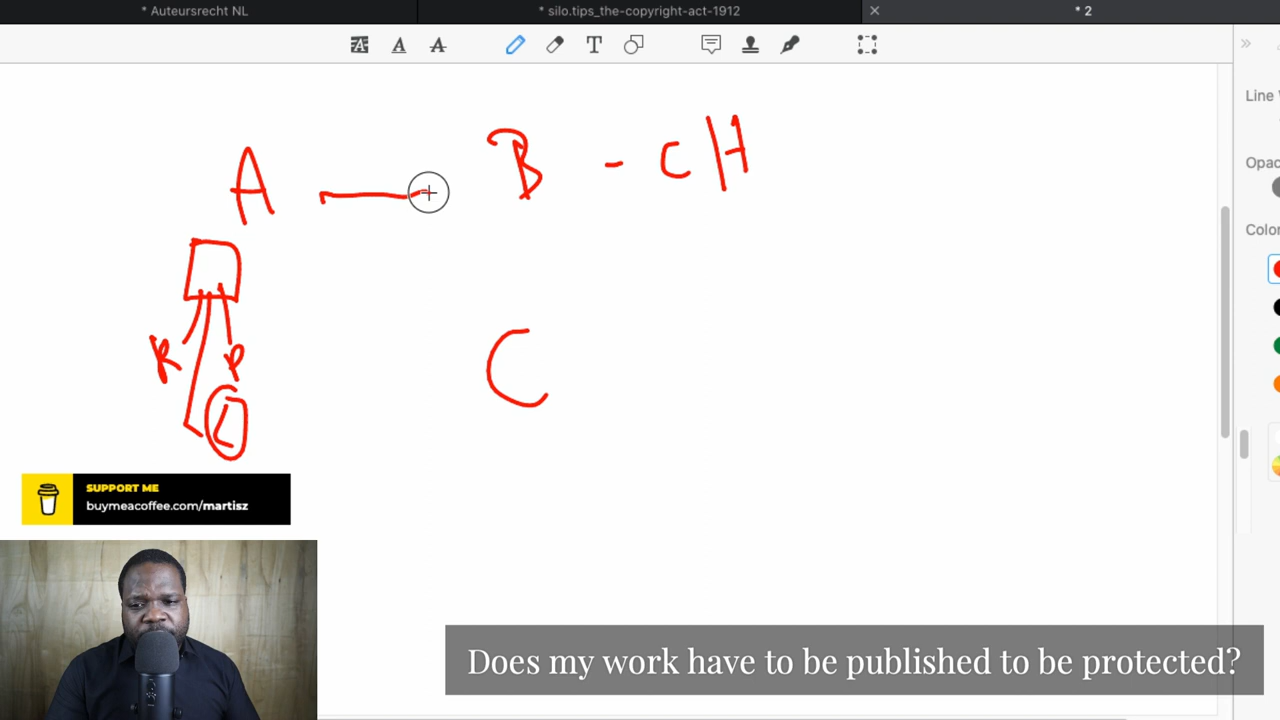 * Auteursrecht NL
* silo.tips_the-copyright-act-1912
* 2
A A A T
Line
Opac
Color
A
B - C H
R
P
C
L
SUPPORT ME
buymeacoffee.com/martisz
Does my work have to be published to be protected?